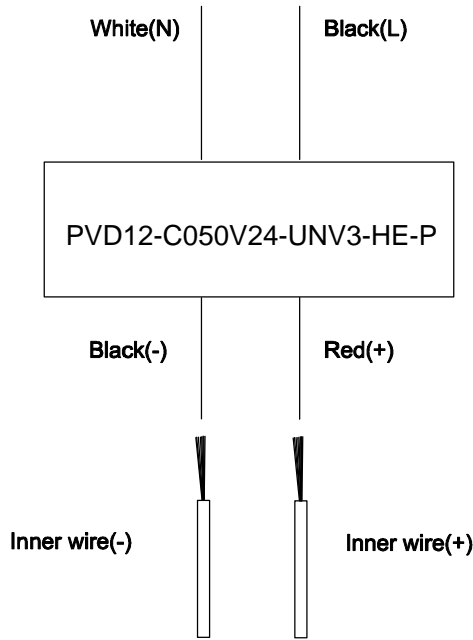 White(N)
Black(L)
PVD12-C050V24-UNV3-HE-P
Black(-)
Red(+)
Inner wire(-)
Inner wire(+)